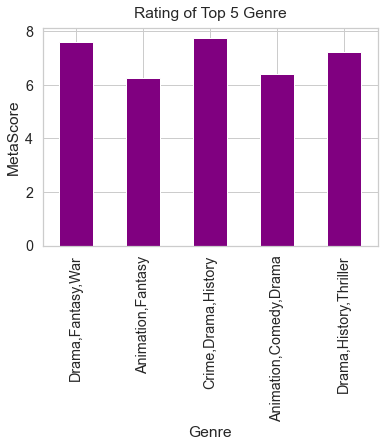 Rating of Top 5 Genre
8
6
4
2
0
MetaScore
Drama,Fantasy,War
Animation,Fantasy
Crime,Drama,History
Animation,Comedy,Drama
Drama,History,Thriller
Genre